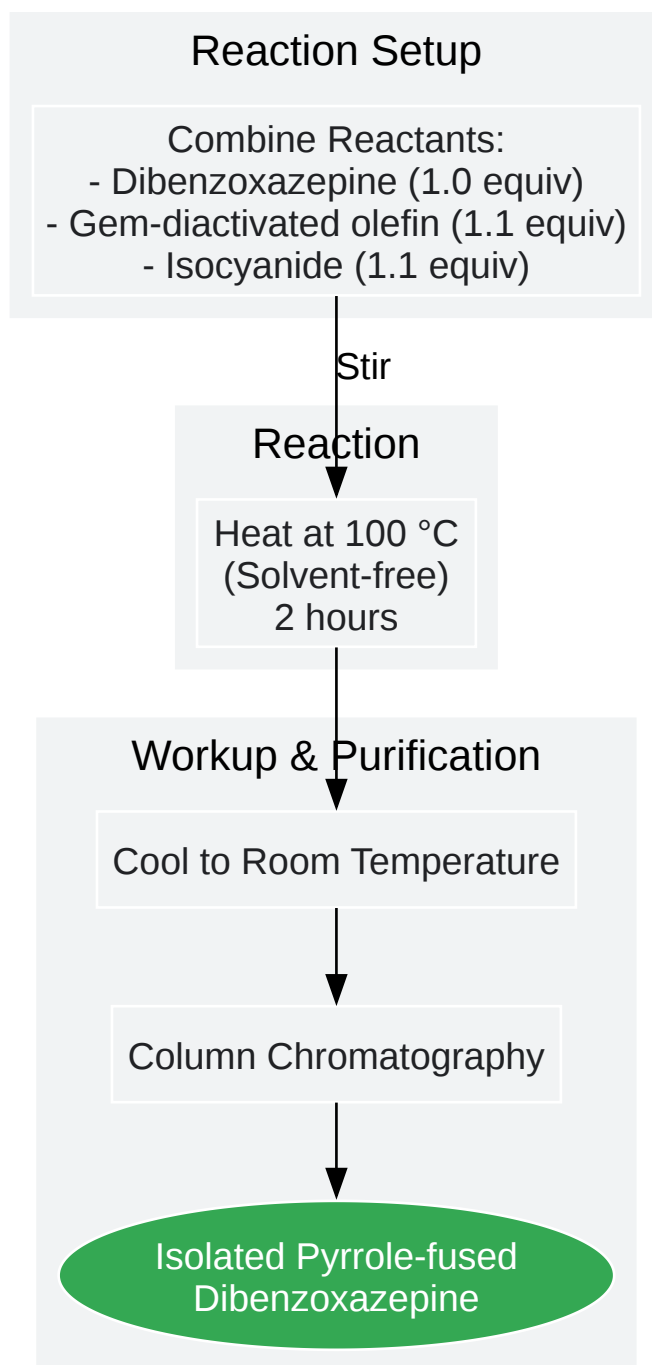 Reaction Setup
Combine Reactants:
- Dibenzoxazepine (1.0 equiv)
- Gem-diactivated olefin (1.1 equiv)
- Isocyanide (1.1 equiv)
Stir
Reaction
Heat at 100 °C
(Solvent-free)
2 hours
Workup & Purification
Cool to Room Temperature
Column Chromatography
Isolated Pyrrole-fused
Dibenzoxazepine